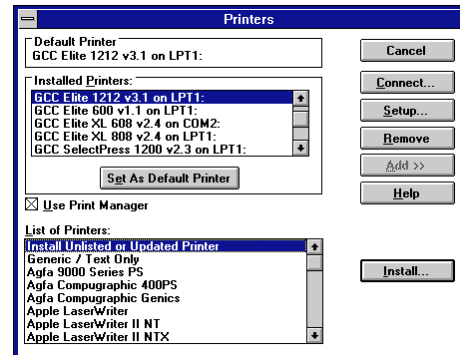 Printers
Default Printer
GCC Elite 1212 v3.1 on LPT1:
Installed Printers:
GCC Elite 1212 v3.1 on LPT1:
GCC Elite 600 v1.1 on LPT1:
GCC Elite XL 608 v2.4 on COM2:
GCC Elite XL 808 v2.4 on LPT1:
GCC SelectPress 1200 v2.3 on LPT1:
Set As Default Printer
Use Print Manager
List of Printers:
Install Unlisted or Updated Printer
Generic / Text Only
Agfa 9000 Series PS
Agfa Compugraphic 400PS
Agfa Compugraphic Genics
Apple LaserWriter
Apple LaserWriter II NT
Apple LaserWriter II NTX
Cancel
Connect...
Setup...
Remove
Add >>
Help
Install...